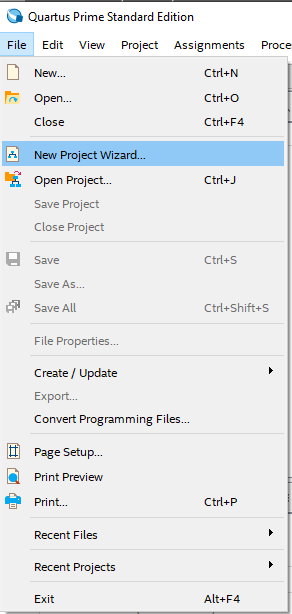 Quartus Prime Standard Edition
File Edit View Project Assignments
New... Ctrl+N
Open... Ctrl+O
Close Ctrl+F4
New Project Wizard...
Open Project... Ctrl+J
Save Project
Close Project
Save Ctrl+S
Save As...
Save All Ctrl+Shift+S
File Properties...
Create / Update
Export...
Convert Programming Files...
Page Setup...
Print Preview
Print... Ctrl+P
Recent Files
Recent Projects
Exit Alt+F4